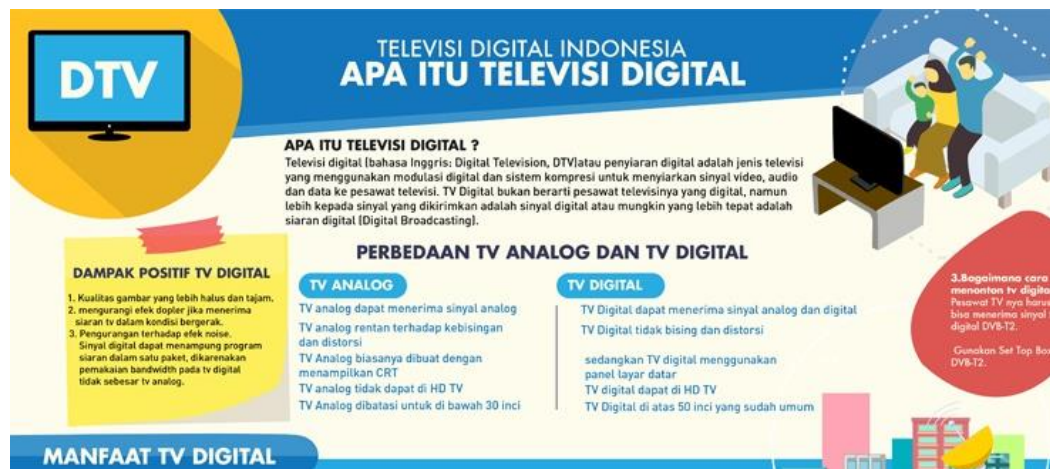 DTV
TELEVISI DIGITAL INDONESIA
APA ITU TELEVISI DIGITAL
APA ITU TELEVISI DIGITAL ?
Televisi digital (bahasa Inggris: Digital Television, DTV)atau penyiaran digital adalah jenis televisi
yang menggunakan modulasi digital dan sistem kompresi untuk menyiarkan sinyal video, audio
dan data ke pesawat televisi. TV Digital bukan berarti pesawat televisinya yang digital, namun
lebih kepada sinyal yang dikirimkan adalah sinyal digital atau mungkin yang lebih tepat adalah
siaran digital (Digital Broadcasting).
DAMPAK POSITIF TV DIGITAL
1. Kualitas gambar yang lebih halus dan tajam.
2. mengurangi efek dopler jika menerima
siaran tv dalam kondisi bergerak.
3. Pengurangan terhadap efek noise.
Sinyal digital dapat menampung program
siaran dalam satu paket, dikarenakan
pemakaian bandwidth pada tv digital
tidak sebesar tv analog.
PERBEDAAN TV ANALOG DAN TV DIGITAL
TV ANALOG
TV analog dapat menerima sinyal analog
TV analog rentan terhadap kebisingan
dan distorsi
TV Analog biasanya dibuat dengan
menampilkan CRT
TV analog tidak dapat di HD TV
TV Analog dibatasi untuk di bawah 30 inci
TV DIGITAL
TV Digital dapat menerima sinyal analog dan digital
TV Digital tidak bising dan distorsi
sedangkan TV digital menggunakan
panel layar datar
TV digital dapat di HD TV
TV Digital di atas 50 inci yang sudah umum
3.Bagaimana cara
menonton tv digita
Pesawat TV nya harus
bisa menerima sinyal
digital DVB-T2.
Gunakan Set Top Box
DVB-T2.
MANFAAT TV DIGITAL